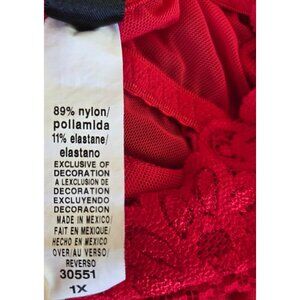 89% nylon/
poliamida
11% elastane/
elastano
EXCLUSIVE OF
DECORATION
A LEXCLUSION DE
DECORATION
EXCLUYENDO
DECORACION
MADE IN MEXICO/
FAIT EN MEXIQUE/
HECHO EN MEXICO
OVER/AU VERSO/
REVERSO
30551
1X